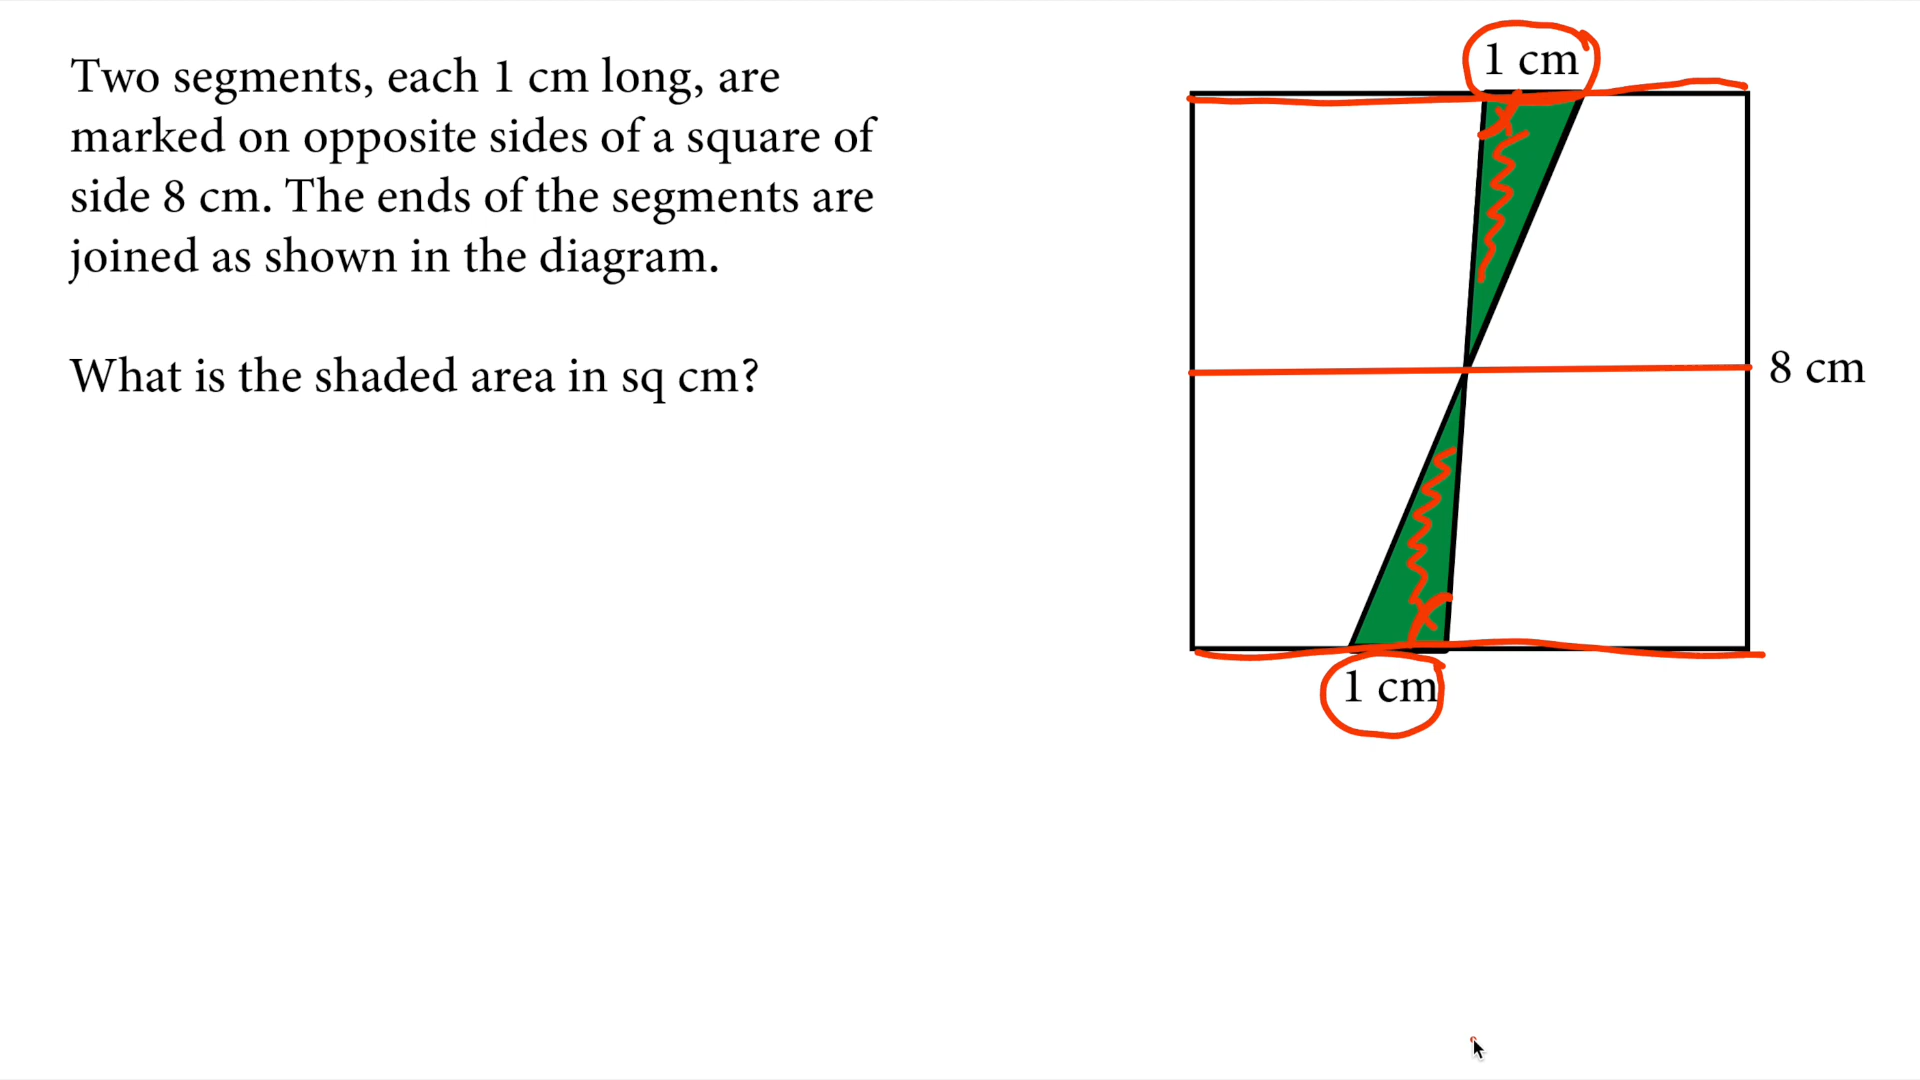 Two segments, each 1 cm long, are
marked on opposite sides of a square of
side 8 cm. The ends of the segments are
joined as shown in the diagram.
What is the shaded area in sq cm?
1 cm
8 cm
1 cm